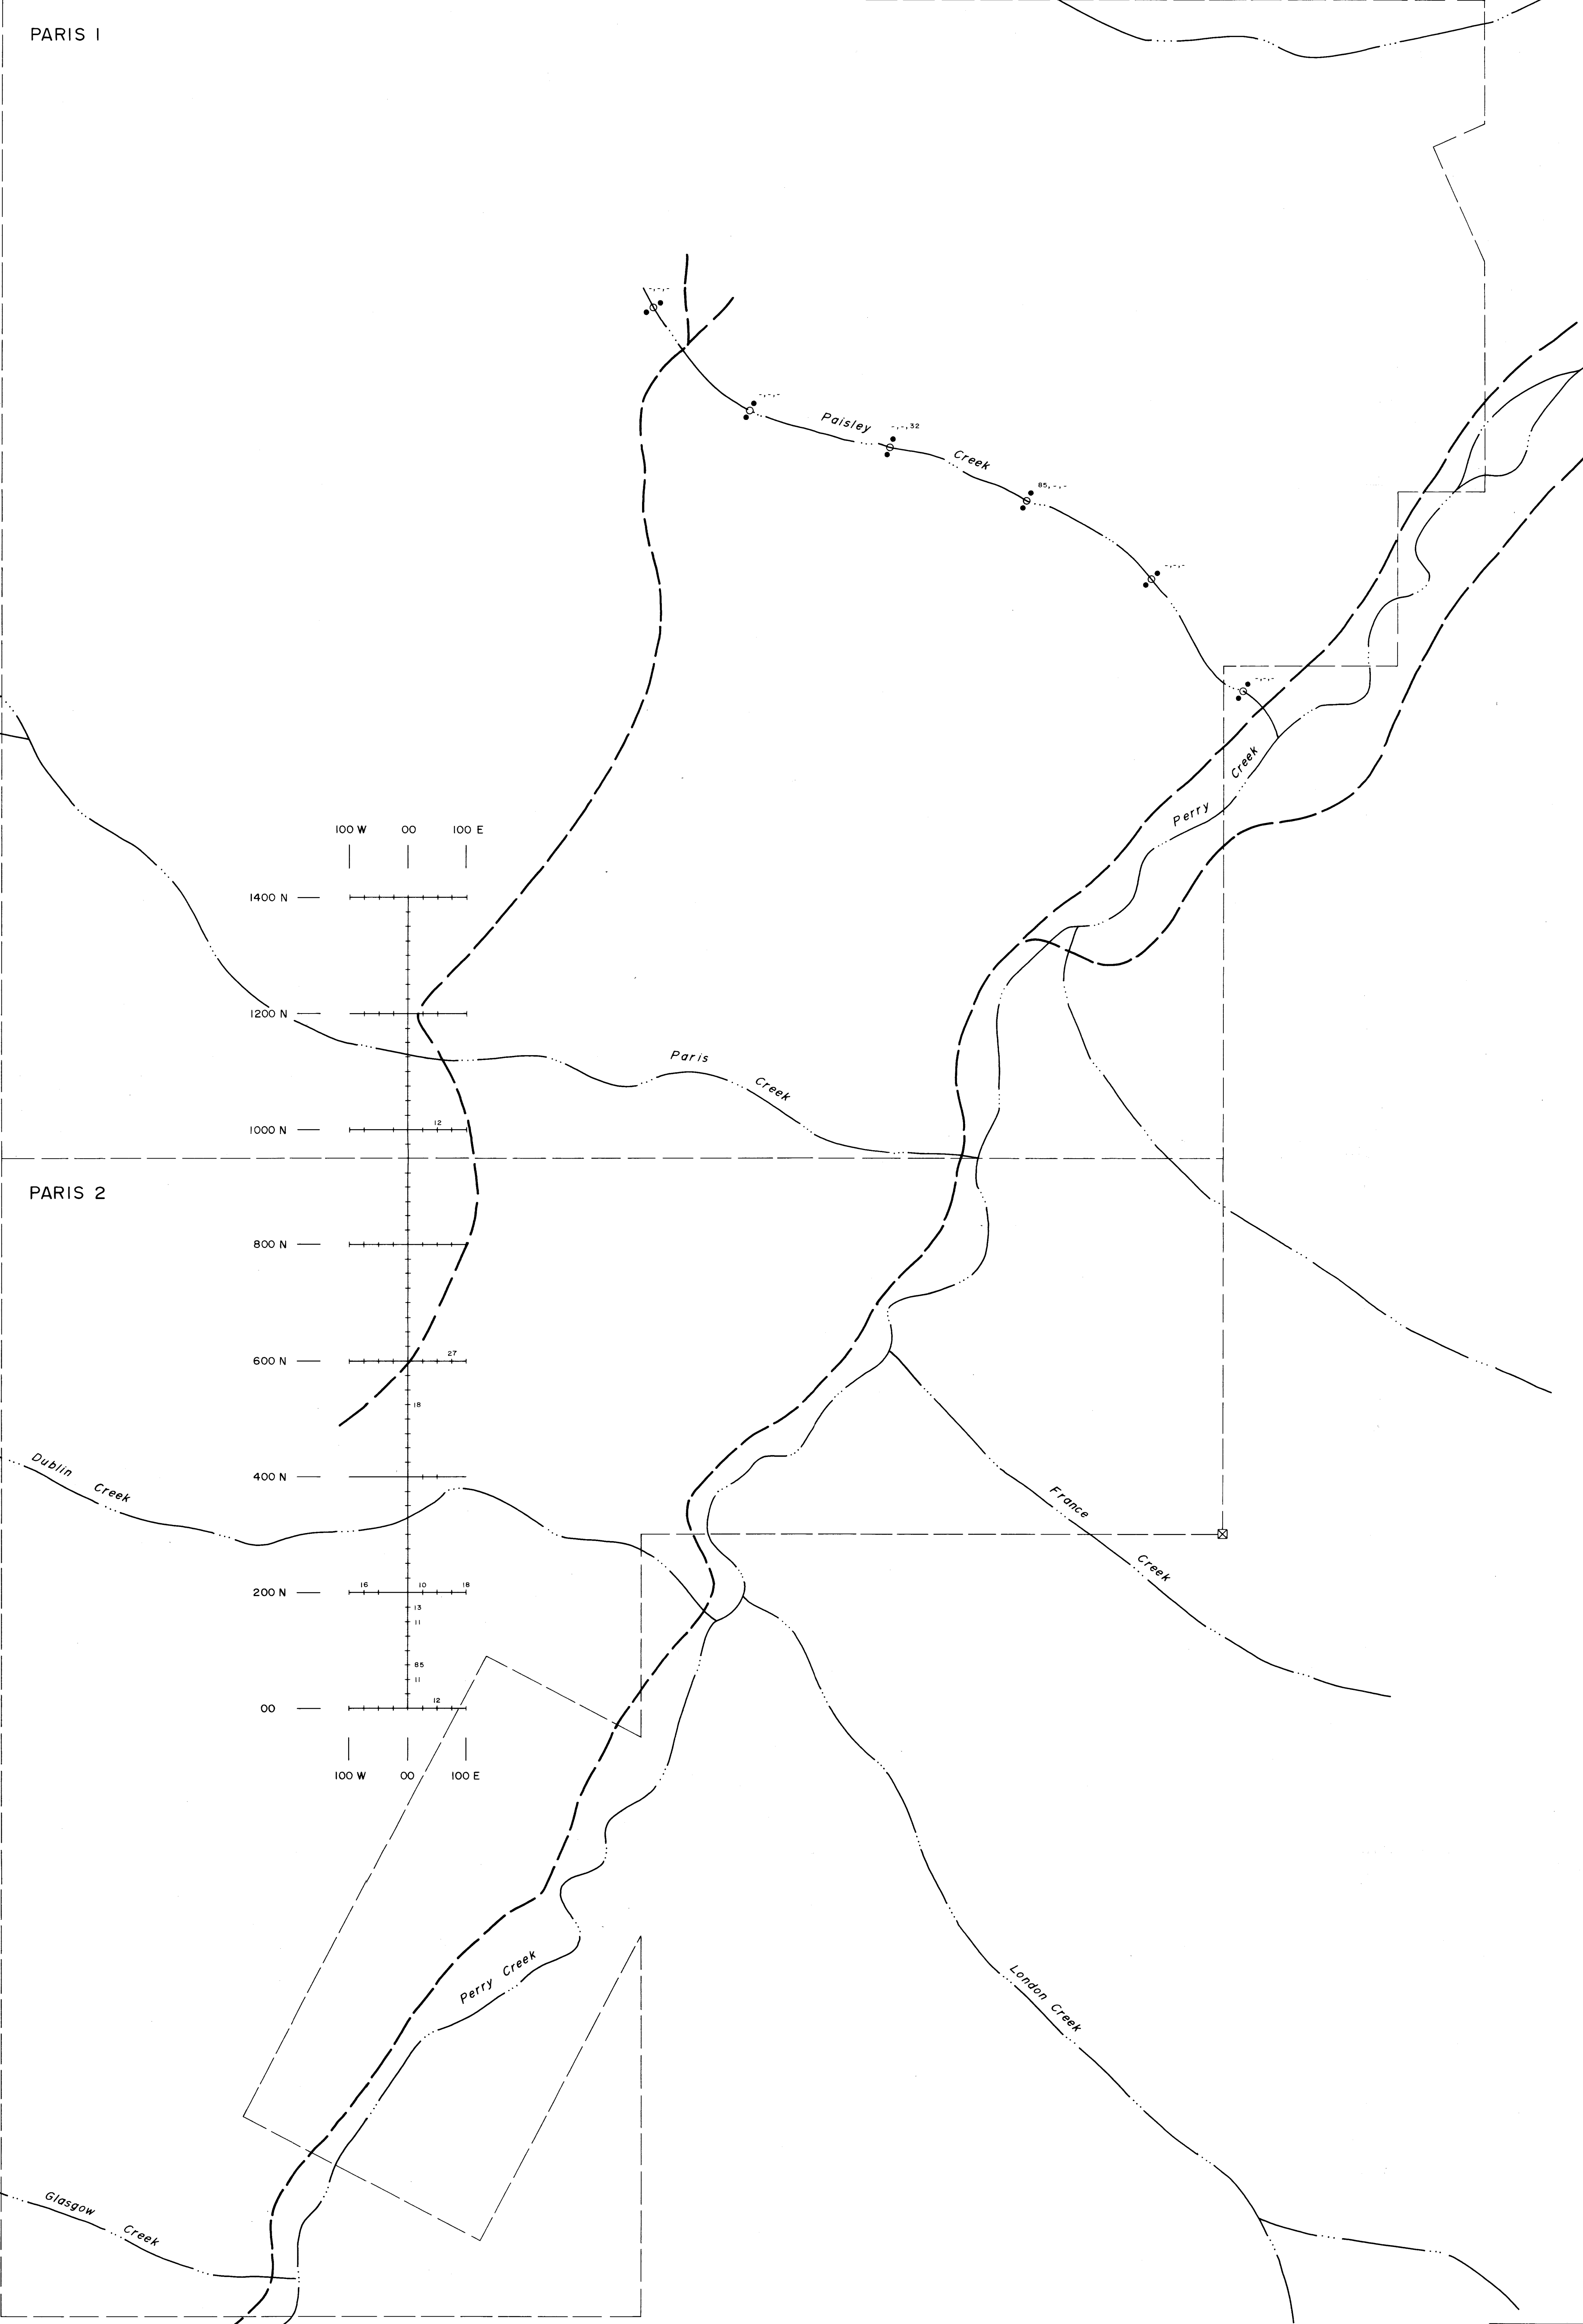 PARIS 1
-,-,-
-,-,-
Paisley Creek
-,-,32
85,-,-
-,-,-
-,-,-
Perry Creek
100 W 00 100 E
1400 N
1200 N
Paris Creek
1000 N 12
PARIS 2
800 N
600 N 27
18
Dublin Creek
400 N
France Creek
200 N 16 10 18
13
11
85
11
00 12
100 W 00 100 E
Perry Creek
London Creek
Glasgow Creek